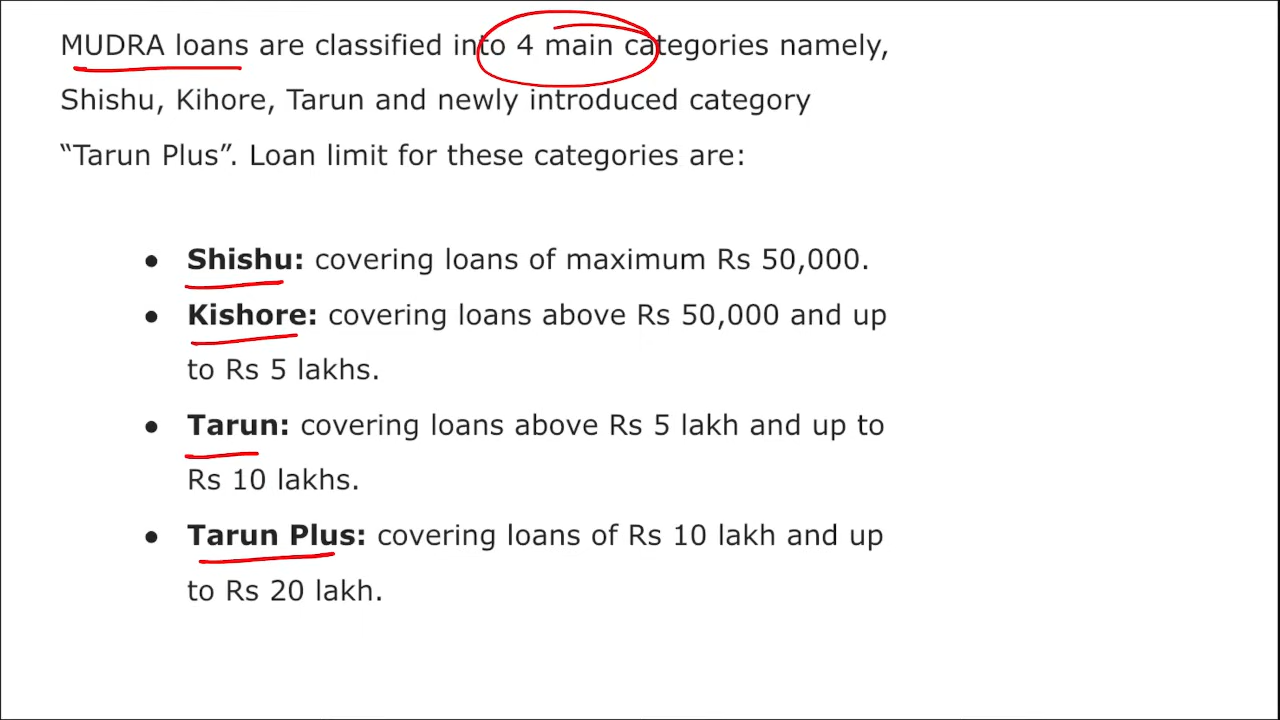 MUDRA loans are classified into 4 main categories namely,
Shishu, Kihore, Tarun and newly introduced category
“Tarun Plus”. Loan limit for these categories are:
● Shishu: covering loans of maximum Rs 50,000.
● Kishore: covering loans above Rs 50,000 and up
to Rs 5 lakhs.
● Tarun: covering loans above Rs 5 lakh and up to
Rs 10 lakhs.
● Tarun Plus: covering loans of Rs 10 lakh and up
to Rs 20 lakh.